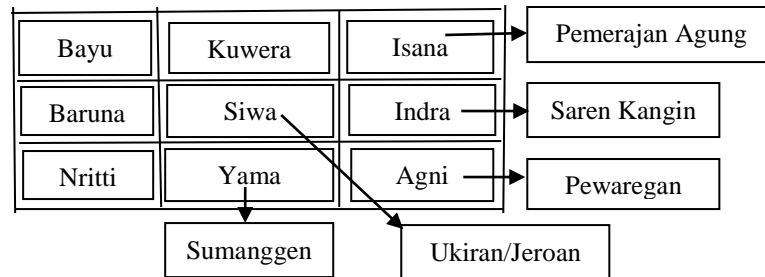 Bayu Kuwera Isana Pemerajan Agung
Baruna Siwa Indra Saren Kangin
Nritti Yama Agni Pewaregan
Sumanggen Ukiran/Jeroan